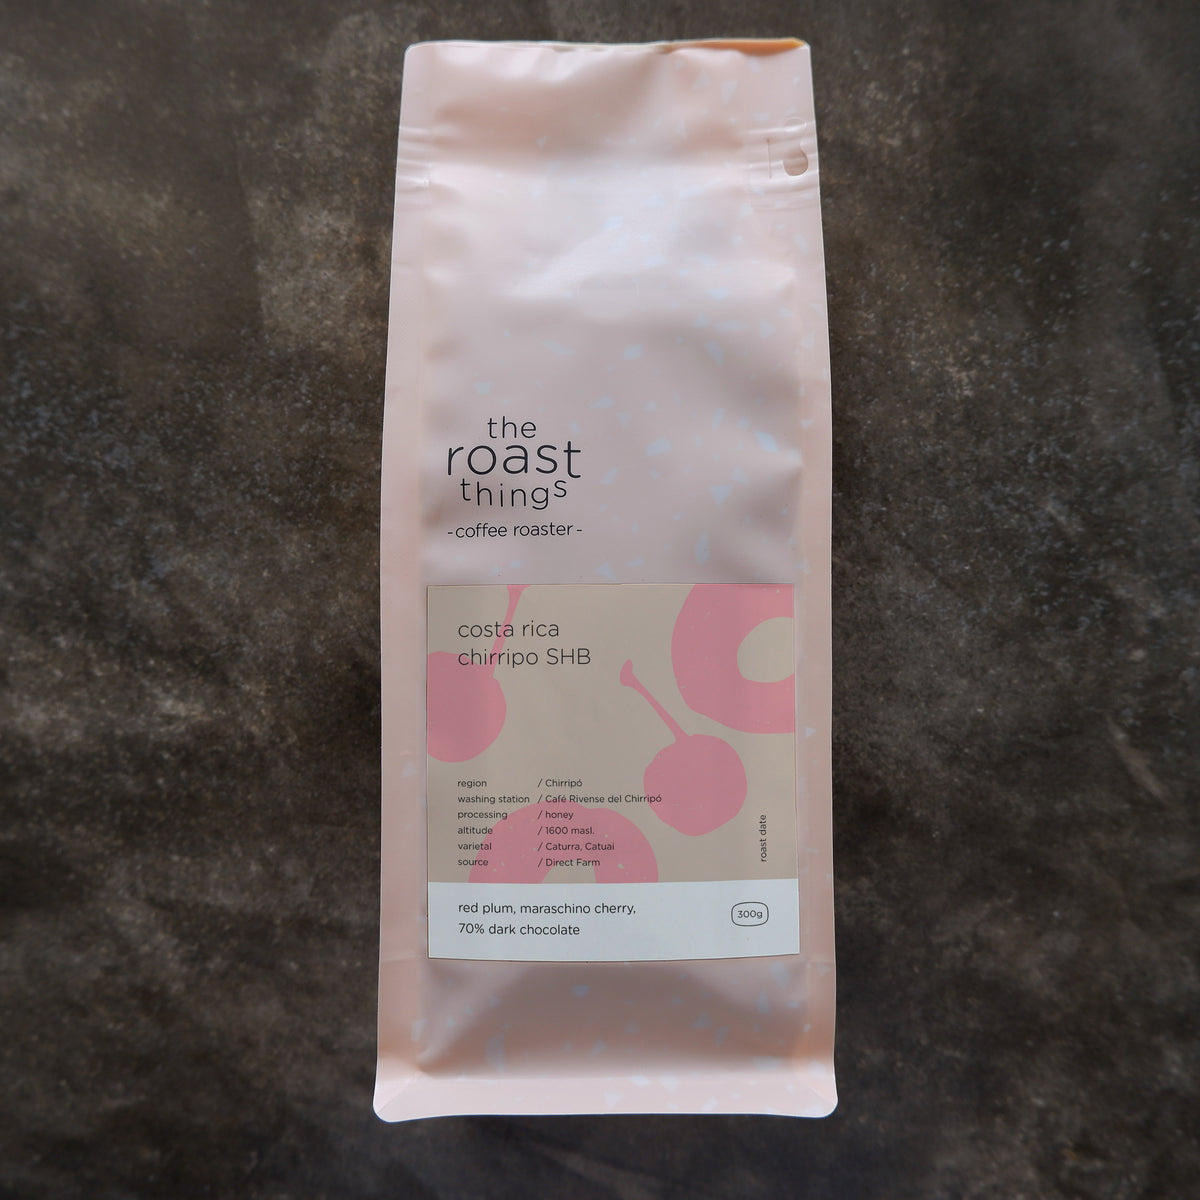 the
roast
things
-coffee roaster-
costa rica
chirripo SHB
region / Chirripó
washing station / Café Rivense del Chirripó
processing / honey
altitude / 1600 masl.
varietal / Caturra, Catuai
source / Direct Farm
roast date
red plum, maraschino cherry,
70% dark chocolate
300g